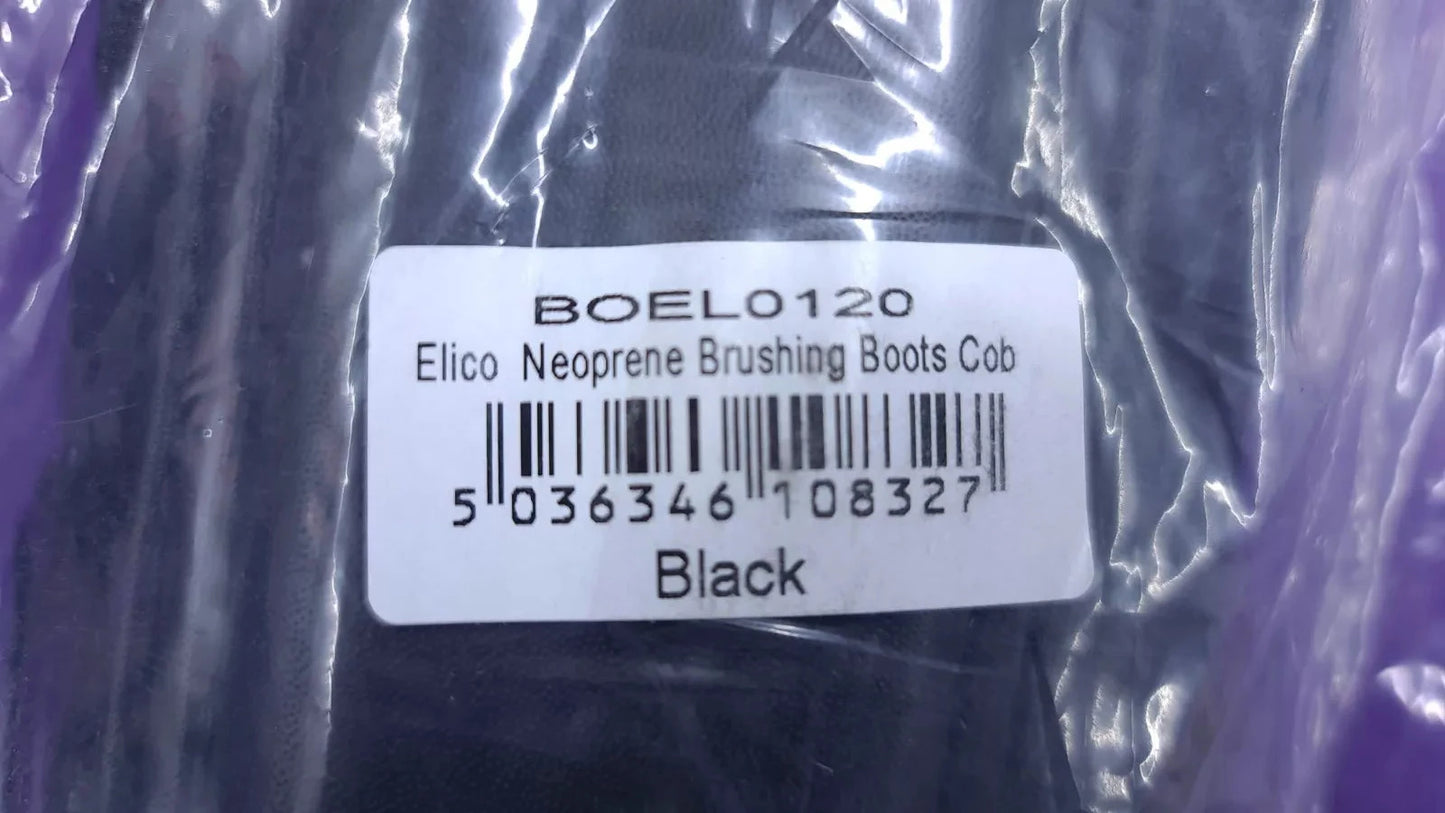 BOEL0120
Elico Neoprene Brushing Boots Cob
5 036346 108327
Black